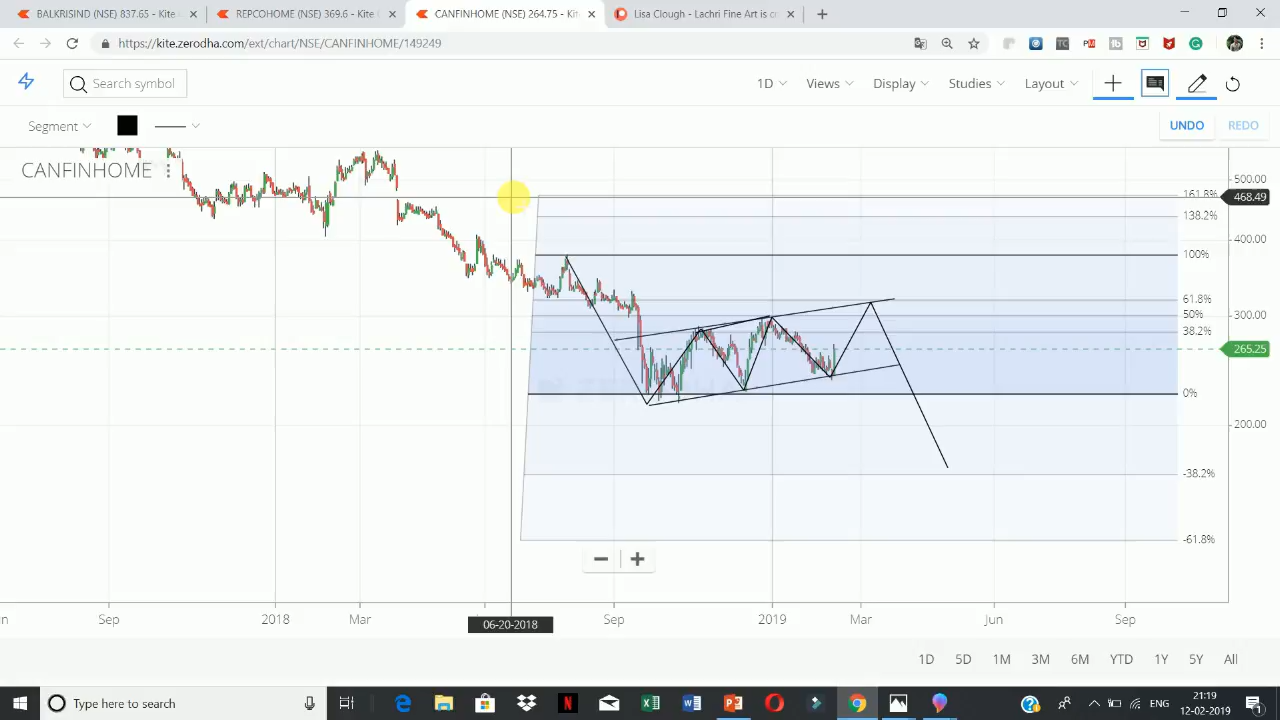 BALKRISIND (NSE) 837.65 - Kite
REPCOHOME (NSE) 369.6 - Kite
CANFINHOME (NSE) 264.75 - Kit
Lisa Clough - Lachri Fine Art is c
https://kite.zerodha.com/ext/chart/NSE/CANFINHOME/149249
Search symbol
1D
Views
Display
Studies
Layout
Segment
UNDO
REDO
CANFINHOME
500.00
400.00
300.00
200.00
468.49
265.25
161.8%
138.2%
100%
61.8%
50%
38.2%
0%
-38.2%
-61.8%
Sep
2018
Mar
06-20-2018
Sep
2019
Mar
Jun
Sep
1D
5D
1M
3M
6M
YTD
1Y
5Y
All
Type here to search
ENG
21:19
12-02-2019